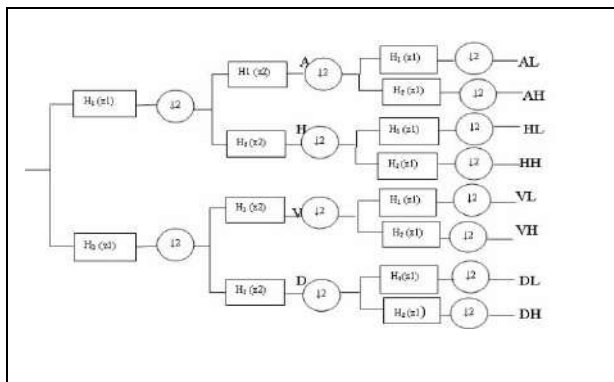 H₁(z1) ↓2 AL
A
H1 (z2) ↓2
H₂ (z1) ↓2 AH
H₁ (z1) ↓2
H₁(z1) ↓2 HL
H
H₂ (z2) ↓2
H₂(z1) ↓2 HH
H₁ (z1) ↓2 VL
H₁ (z2) V ↓2
H₂ (z1) ↓2 VH
H₂ (z1) ↓2
H₁(z1) ↓2 DL
D
(z2) ↓2
H₂ (z1) ↓2 DH